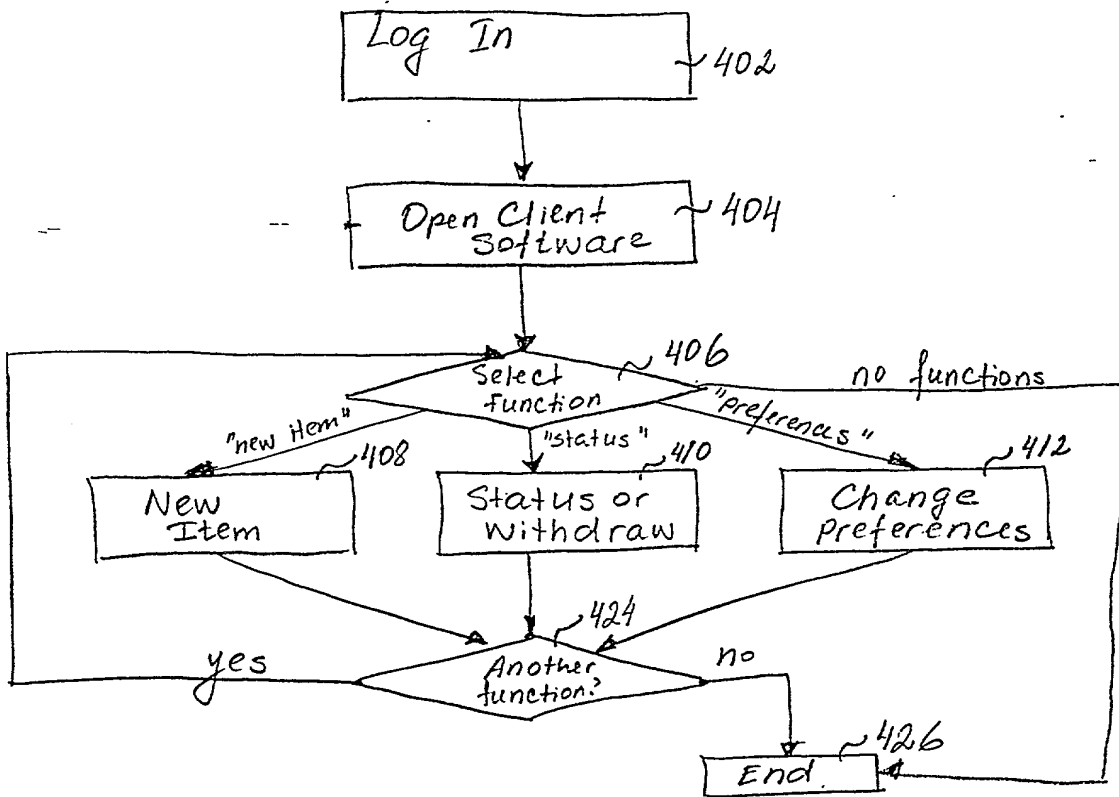 Log In
402
Open Client
Software
404
406
Select
function
no functions
"new item"
"status"
"preferences"
408
New
Item
410
Status or
Withdraw
412
Change
Preferences
424
Another
function?
yes
no
426
End.